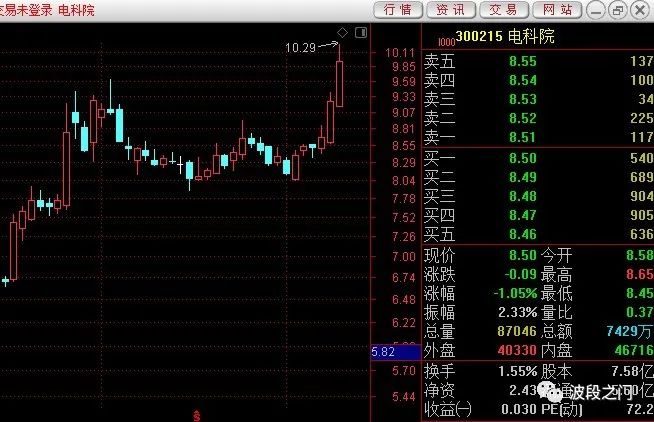 交易未登录 电科院 行情 资讯 交易 网站
10.29
10.11
9.85
9.59
9.33
9.07
8.81
8.55
8.29
8.04
7.78
7.52
7.26
7.00
6.74
6.48
6.22
5.82
5.70
5.44
1000 300215 电科院
卖五 8.55 137
卖四 8.54 100
卖三 8.53 34
卖二 8.52 225
卖一 8.51 117
买一 8.50 540
买二 8.49 689
买三 8.48 904
买四 8.47 905
买五 8.46 636
现价 8.50 今开 8.58
涨跌 -0.09 最高 8.65
涨幅 -1.05% 最低 8.45
振幅 2.33% 量比 0.37
总量 87046 总额 7429万
外盘 40330 内盘 46716
换手 1.55% 股本 7.58亿
净资 2.43 通 5.60亿
收益(一) 0.030 PE(动) 72.2
波段之门